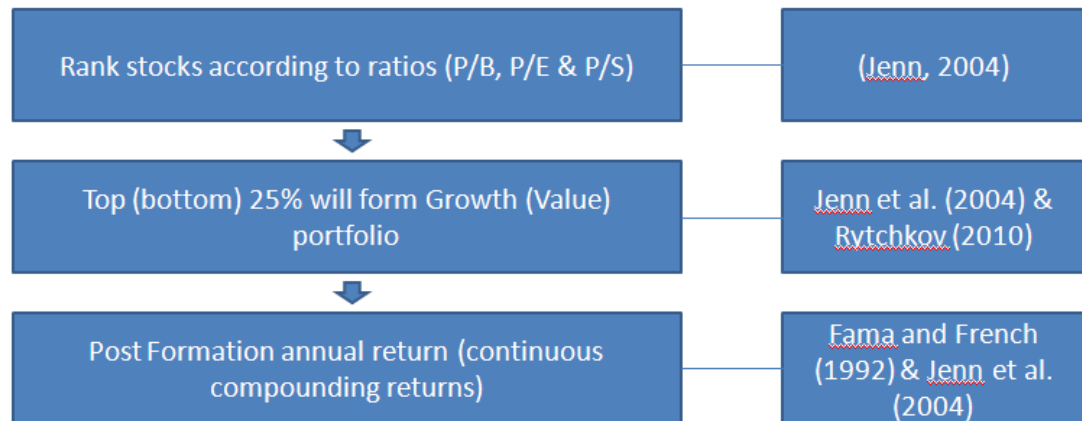 Rank stocks according to ratios (P/B, P/E & P/S)
(Jenn, 2004)
Top (bottom) 25% will form Growth (Value)
portfolio
Jenn et al. (2004) &
Rytchkov (2010)
Post Formation annual return (continuous
compounding returns)
Fama and French
(1992) & Jenn et al.
(2004)